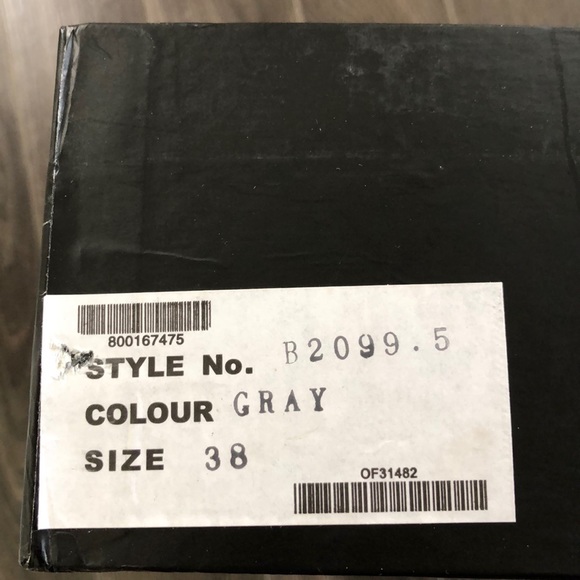 800167475
STYLE No. B2099.5
COLOUR GRAY
SIZE 38
OF31482